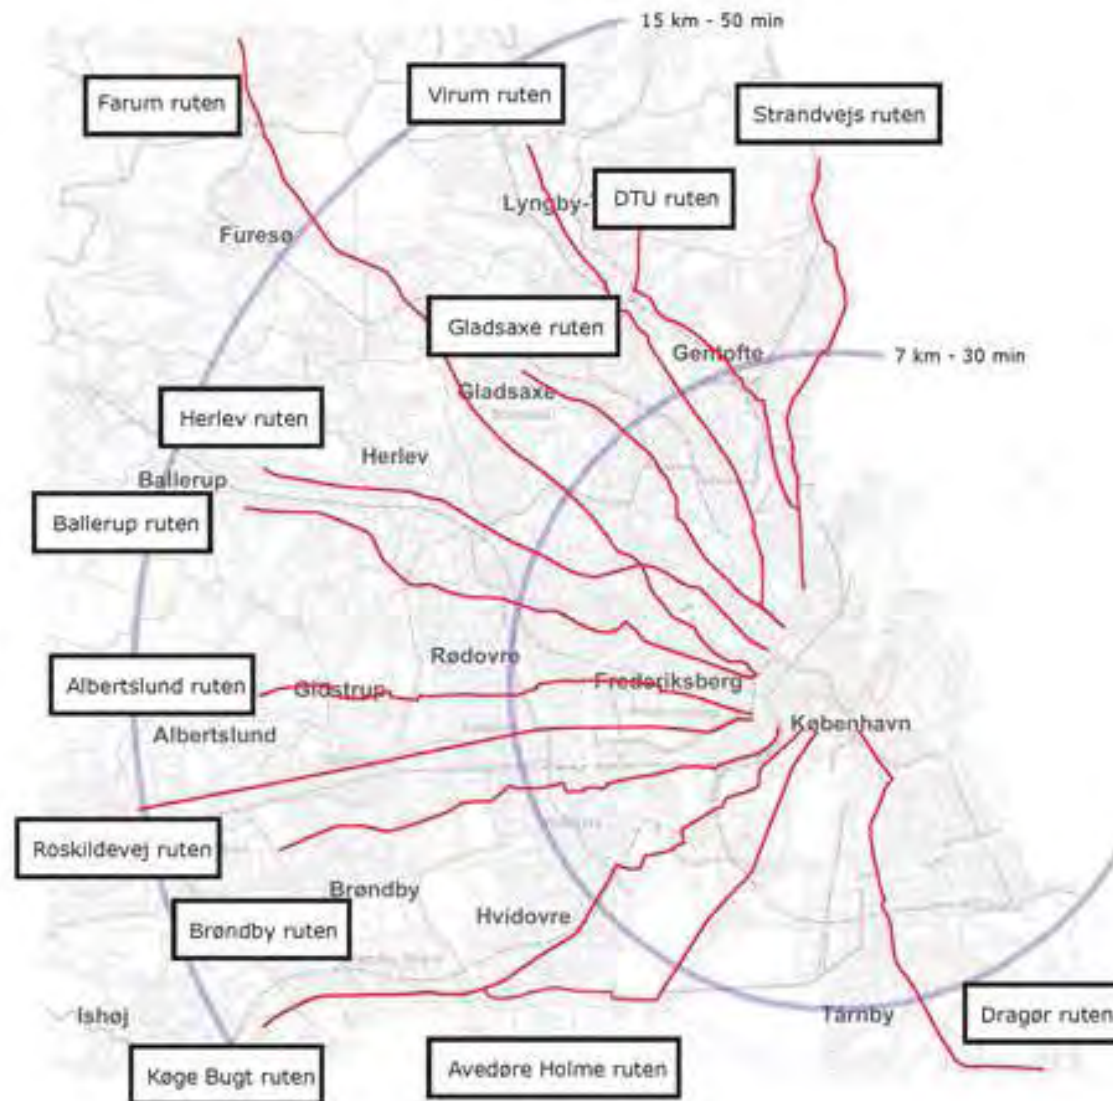 15 km - 50 min
Farum ruten
Virum ruten
Strandvejs ruten
Lyngby-
DTU ruten
Furesø
Gladsaxe ruten
Gentofte
7 km - 30 min
Gladsaxe
Herlev ruten
Herlev
Ballerup
Ballerup ruten
Rødovre
Albertslund ruten
Glostrup
Frederiksberg
Albertslund
København
Roskildevej ruten
Brøndby
Hvidovre
Brøndby ruten
Ishøj
Tårnby
Dragør ruten
Køge Bugt ruten
Avedøre Holme ruten